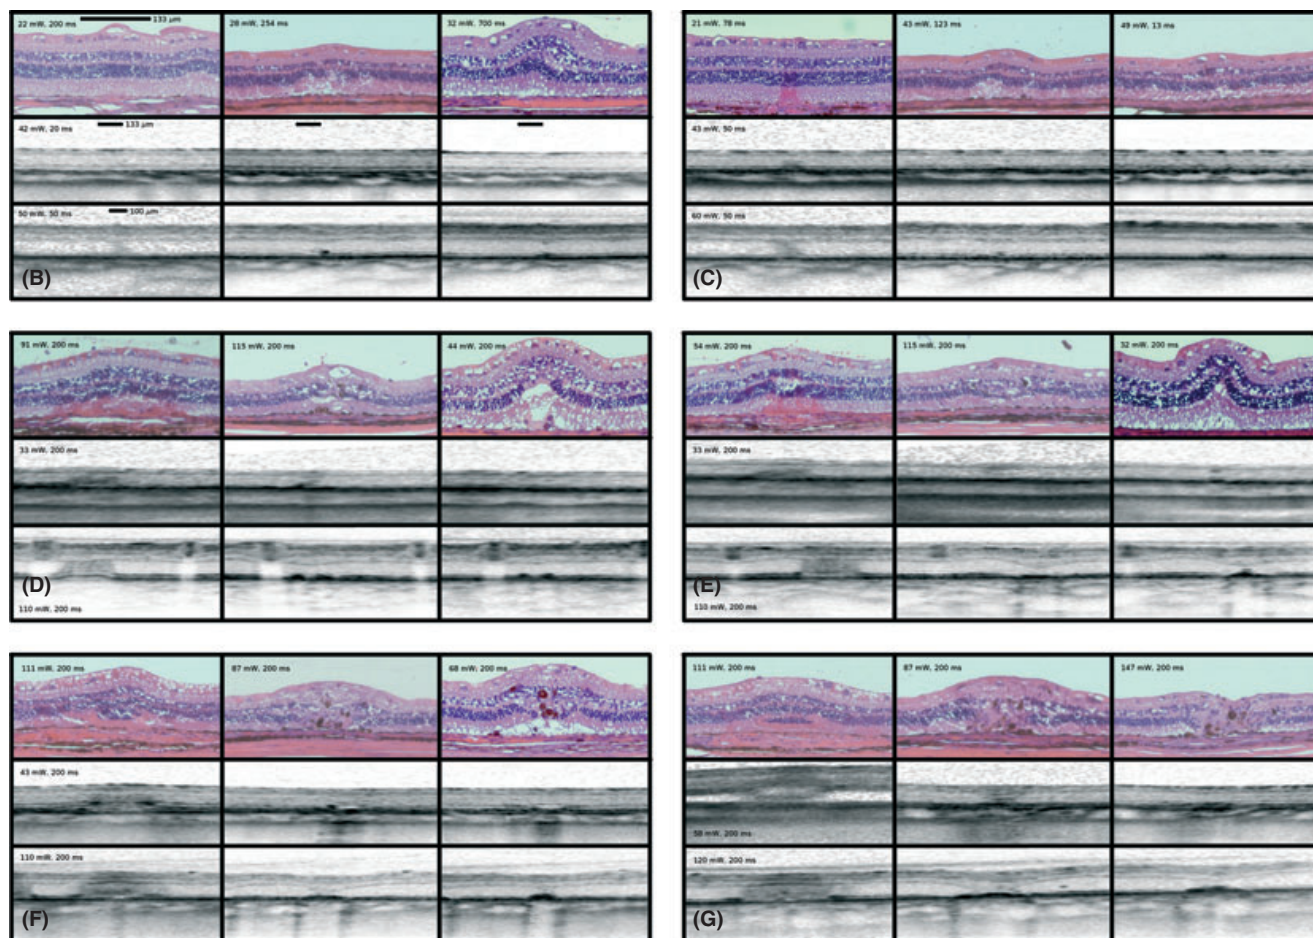 22 mW, 200 ms 133 μm 28 mW, 254 ms 32 mW, 700 ms
42 mW, 20 ms 133 μm
50 mW, 50 ms 100 μm
(B)
21 mW, 78 ms 43 mW, 123 ms 49 mW, 13 ms
43 mW, 50 ms
60 mW, 50 ms
(C)
91 mW, 200 ms 115 mW, 200 ms 44 mW, 200 ms
33 mW, 200 ms
(D)
110 mW, 200 ms
54 mW, 200 ms 115 mW, 200 ms 32 mW, 200 ms
33 mW, 200 ms
(E)
110 mW, 200 ms
111 mW, 200 ms 87 mW, 200 ms 68 mW, 200 ms
43 mW, 200 ms
110 mW, 200 ms
(F)
111 mW, 200 ms 87 mW, 200 ms 147 mW, 200 ms
58 mW, 200 ms
120 mW, 200 ms
(G)